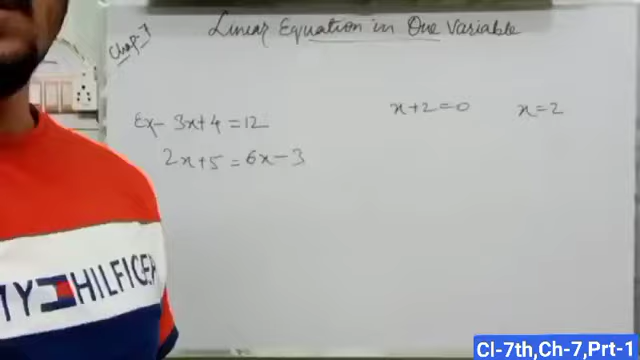 Chap-7
Linear Equation in One Variable
Ex- 3x+4=12
x+2=0
x=2
2x+5=6x-3
HILFIGER
Cl-7th,Ch-7,Prt-1